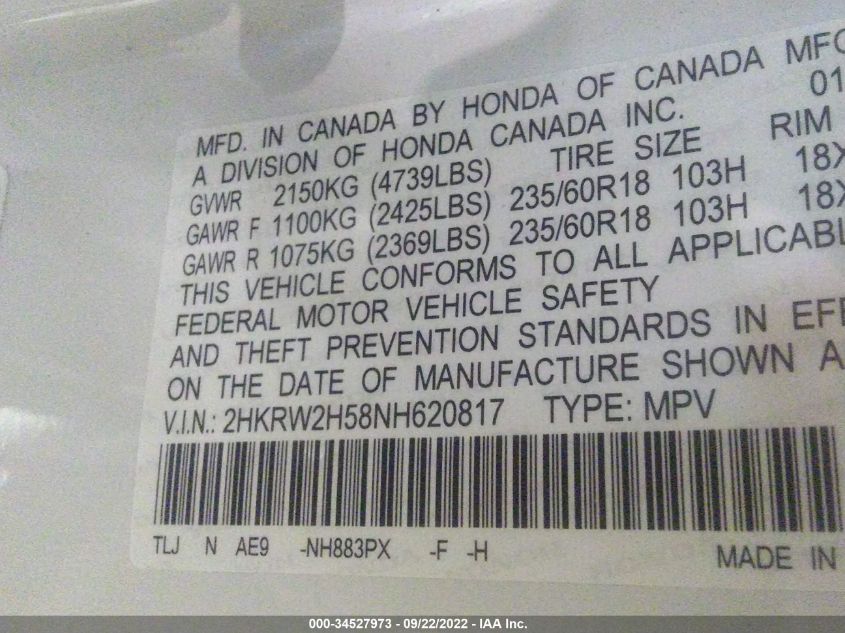 MFD. IN CANADA BY HONDA OF CANADA MFG
A DIVISION OF HONDA CANADA INC. 01
GVWR 2150KG (4739LBS) TIRE SIZE RIM
GAWR F 1100KG (2425LBS) 235/60R18 103H 18X
GAWR R 1075KG (2369LBS) 235/60R18 103H 18X
THIS VEHICLE CONFORMS TO ALL APPLICABL
FEDERAL MOTOR VEHICLE SAFETY
AND THEFT PREVENTION STANDARDS IN EFF
ON THE DATE OF MANUFACTURE SHOWN A
V.I.N.: 2HKRW2H58NH620817 TYPE: MPV
TLJ N AE9 -NH883PX -F -H
MADE IN
000-34527973 - 09/22/2022 - IAA Inc.